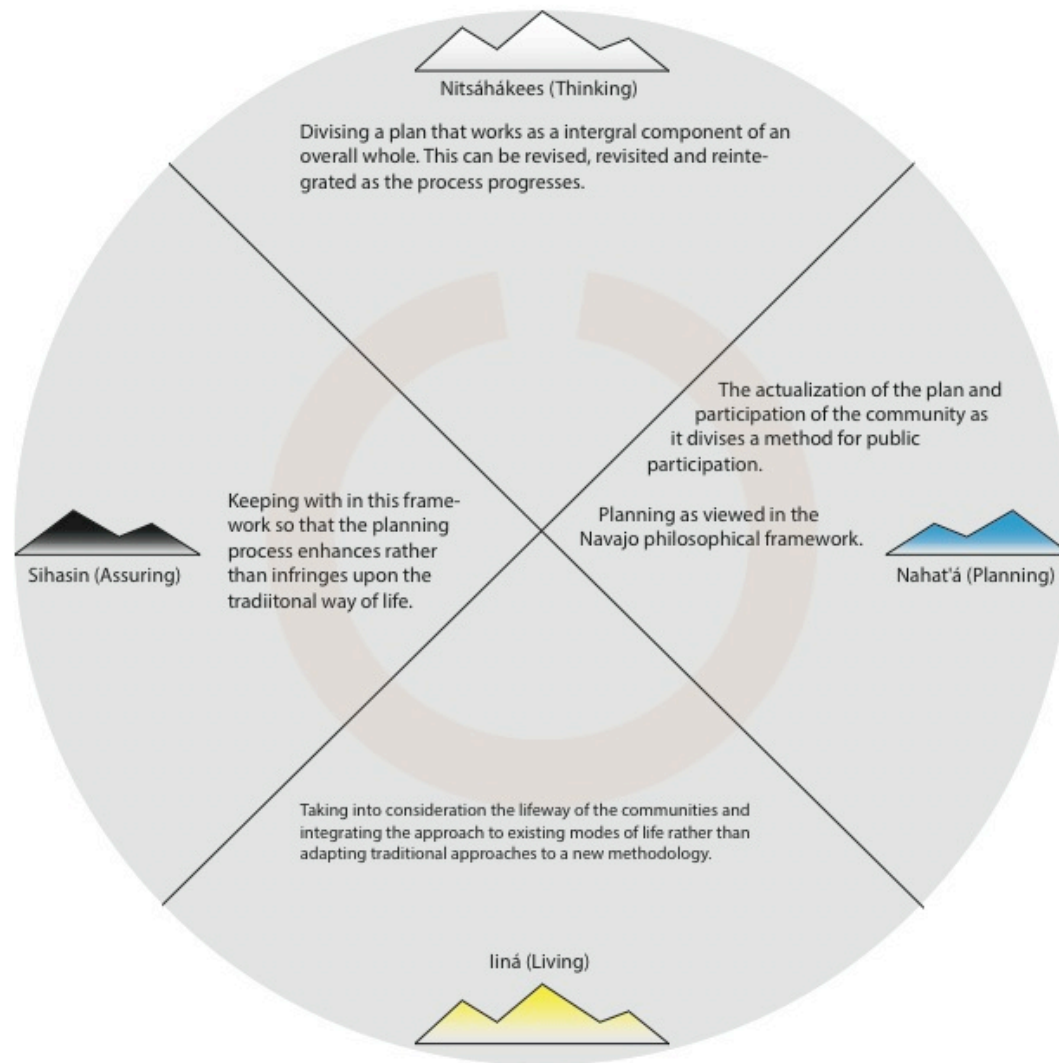 Nitsáhákees (Thinking)
Divising a plan that works as a intergral component of an
overall whole. This can be revised, revisited and reinte-
grated as the process progresses.
The actualization of the plan and
participation of the community as
it divises a method for public
participation.
Planning as viewed in the
Navajo philosophical framework.
Nahat'á (Planning)
Keeping with in this frame-
work so that the planning
process enhances rather
than infringes upon the
tradiitonal way of life.
Sihasin (Assuring)
Taking into consideration the lifeway of the communities and
integrating the approach to existing modes of life rather than
adapting traditional approaches to a new methodology.
Iiná (Living)